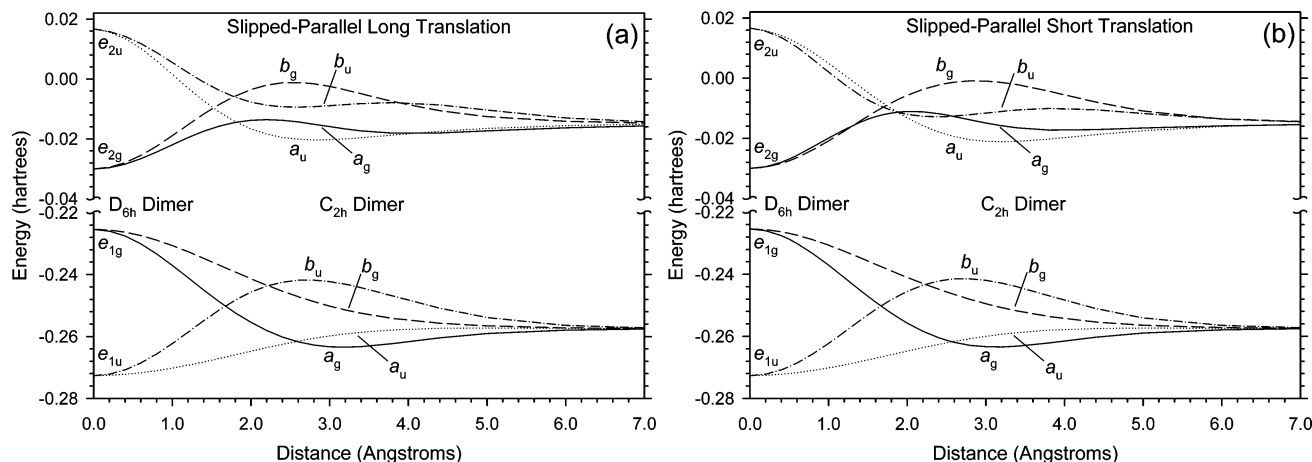 Slipped-Parallel Long Translation
(a)
Energy (hartrees)
0.02
0.00
-0.02
-0.04
-0.22
-0.24
-0.26
-0.28
e2u
e2g
bg
bu
au
ag
D6h Dimer
C2h Dimer
e1g
e1u
bu
bg
ag
au
0.0 1.0 2.0 3.0 4.0 5.0 6.0 7.0
Distance (Angstroms)
Slipped-Parallel Short Translation
(b)
Energy (hartrees)
0.02
0.00
-0.02
-0.04
-0.22
-0.24
-0.26
-0.28
e2u
e2g
bg
bu
au
ag
D6h Dimer
C2h Dimer
e1g
e1u
bu
bg
ag
au
0.0 1.0 2.0 3.0 4.0 5.0 6.0 7.0
Distance (Angstroms)